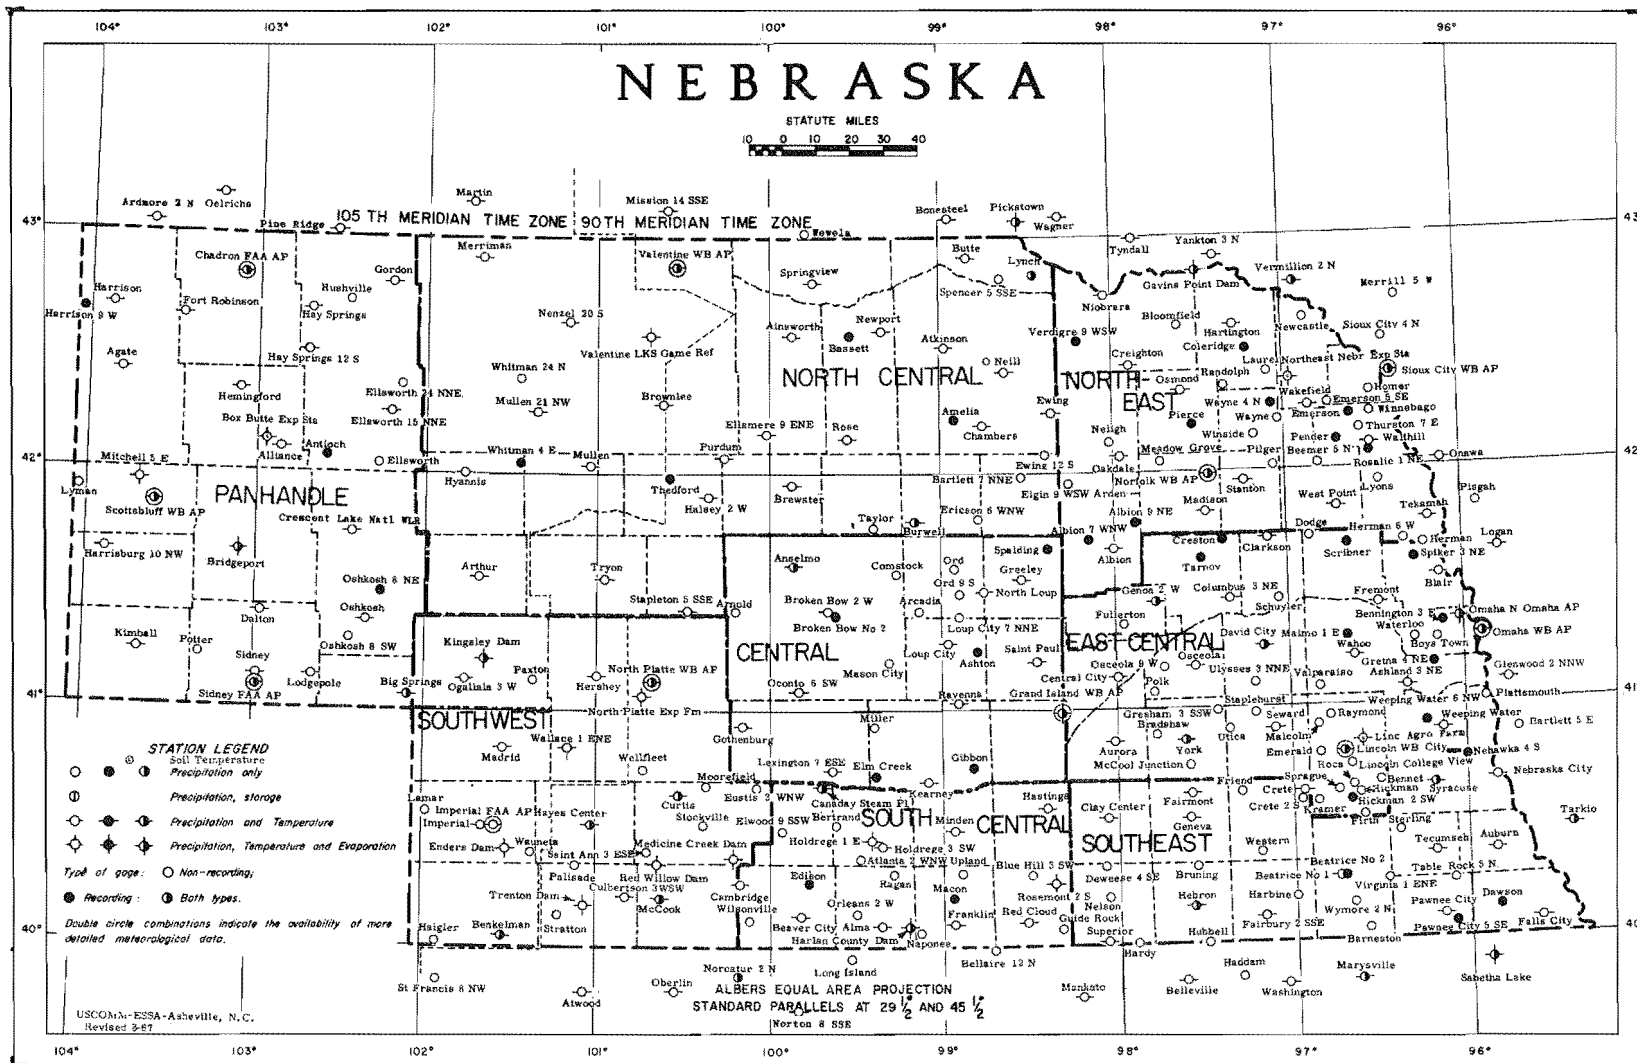 104° 103° 102° 101° 100° 99° 98° 97° 96°
NEBRASKA
STATUTE MILES
10 0 10 20 30 40
Ardmore 2 N
Oelrichs
Martin
Mission 14 SSE
Bonesteel
Pickstown
Wagner
43°
Pine Ridge
105 TH MERIDIAN TIME ZONE
90TH MERIDIAN TIME ZONE
Wewela
Tyndall
Yankton 3 N
Merriman
Chadron FAA AP
Valentine WB AP
Butte
Lynch
Gavins Point Dam
Vermillion 2 N
Gordon
Springview
Spencer 5 SSE
Niobrara
Merrill 5 W
Harrison
Harrison 9 W
Fort Robinson
Rushville
Hay Springs
Nenzel 20 S
Ainsworth
Newport
Bassett
Verdigre 9 WSW
Bloomfield
Hartington
Newcastle
Sioux City 4 N
Agate
Hay Springs 12 S
Valentine LKS Game Ref
Atkinson
Coleridge
Creighton
Laurel
Northeast Nebr Exp Sta
Sioux City WB AP
Whitman 24 N
NORTH CENTRAL
O Neill
NORTH-
EAST
Osmond
Randolph
Wakefield
Homer
Hemingford
Ellsworth 24 NNE
Mullen 21 NW
Brownlee
Ewing
Wayne 4 N
Emerson 5 SE
Winnebago
Box Butte Exp Sta
Ellsworth 15 NNE
Amelia
Pierce
Wayne
Emerson
Thurston 7 E
Alliance
Antioch
Ellsmere 9 ENE
Rose
Chambers
Neligh
Winside
Pender
Walthill
Mitchell 5 E
Ellsworth
Whitman 4 E
Mullen
Purdum
Ewing 12 S
Oakdale
Meadow Grove
Pilger
Beemer 5 N
Rosalie 1 NE
Onawa
42°
Lyman
PANHANDLE
Hyannis
Thedford
Halsey 2 W
Brewster
Bartlett 7 NNE
Elgin 9 WSW
Arden
Norfolk WB AP
Stanton
Lyons
Pisgah
Scottsbluff WB AP
Madison
West Point
Tekamah
Crescent Lake Natl WLR
Taylor
Burwell
Ericson 6 WNW
Albion 7 WNW
Albion 9 NE
Dodge
Herman 6 W
Logan
Harrisburg 10 NW
Bridgeport
Anselmo
Spalding
Albion
Creston
Tarnov
Clarkson
Scribner
Herman
Spiker 3 NE
Blair
Oshkosh 8 NE
Arthur
Tryon
Comstock
Ord
Ord 9 S
Greeley
North Loup
Genoa 2 W
Columbus 3 NE
Schuyler
Fremont
Dalton
Oshkosh
Stapleton 5 SSE
Arnold
Broken Bow 2 W
Broken Bow No 2
Arcadia
Loup City 7 NNE
Fullerton
Omaha N Omaha AP
Omaha WB AP
Kimball
Potter
Oshkosh 8 SW
Kingsley Dam
CENTRAL
Loup City
Ashton
Saint Paul
EAST CENTRAL
David City
Malmo 1 E
Wahoo
Waterloo
Boys Town
Sidney
Sidney FAA AP
Lodgepole
Big Springs
Ogallala 3 W
Paxton
Hershey
North Platte WB AP
Mason City
Oconto 6 SW
Osceola 9 W
Osceola
Ulysses 3 NNE
Valparaiso
Gretna 4 NE
Ashland 3 NE
Glenwood 2 NNW
Central City
Polk
41°
SOUTHWEST
North Platte Exp Fm
Ravenna
Grand Island WB AP
Gresham 3 SSW
Staplehurst
Weeping Water 6 NW
Plattsmouth
Gothenburg
Miller
Bradshaw
Utica
Seward
Raymond
Malcolm
Weeping Water
Bartlett 5 E
Madrid
Wallace 1 ENE
Wellfleet
Lexington 7 ESE
Elm Creek
Gibbon
Aurora
York
McCool Junction
Emerald
Linc Agro Farm
Lincoln WB City
Nehawka 4 S
Roca
Lincoln College View
Moorefield
Eustis 3 WNW
Canaday Steam Pl
Kearney
Hastings
Friend
Crete
Sprague
Hickman
Bennet
Syracuse
Nebraska City
Lamar
Imperial FAA AP
Imperial
Hayes Center
Curtis
Stockville
Elwood 9 SSW
Bertrand
SOUTH CENTRAL
Minden
Clay Center
Fairmont
Geneva
Crete 2 S
Kramer
Hickman 2 SW
Firth
Sterling
Tarkio
Enders Dam
Wauneta
Medicine Creek Dam
Holdrege 1 E
Holdrege 3 SW
SOUTHEAST
Western
Tecumseh
Auburn
Palisade
Saint Ann 3 ESE
Red Willow Dam
Atlanta 2 WNW
Upland
Blue Hill 3 SW
Deweese 4 SE
Bruning
Beatrice No 2
Beatrice No 1
Virginia 1 ENE
Table Rock 3 N
Trenton Dam
Culbertson 3 WSW
McCook
Cambridge
Wilsonville
Edison
Ragan
Macon
Rosemont 2 S
Nelson
Hebron
Harbine
Wymore 2 N
Pawnee City
Dawson
Stratton
Orleans 2 W
Franklin
Red Cloud
Guide Rock
Fairbury 2 SSE
Pawnee City 5 SE
Falls City
Haigler
Benkelman
Beaver City
Alma
Harlan County Dam
Naponee
Superior
Hubbell
Barneston
40°
Hardy
St Francis 8 NW
Atwood
Oberlin
Norcatur 2 N
Long Island
Bellaire 12 N
Mankato
Belleville
Haddam
Washington
Marysville
Sabetha Lake
STATION LEGEND
Soil Temperature
Precipitation only
Precipitation, storage
Precipitation and Temperature
Precipitation, Temperature and Evaporation
Type of gage: Non-recording;
Recording: Both types.
Double circle combinations indicate the availability of more
detailed meteorological data.
USCOMM-ESSA-Asheville, N.C.
Revised 3-67
ALBERS EQUAL AREA PROJECTION
STANDARD PARALLELS AT 29 1/2° AND 45 1/2°
Norton 8 SSE
104° 103° 102° 101° 100° 99° 98° 97° 96°